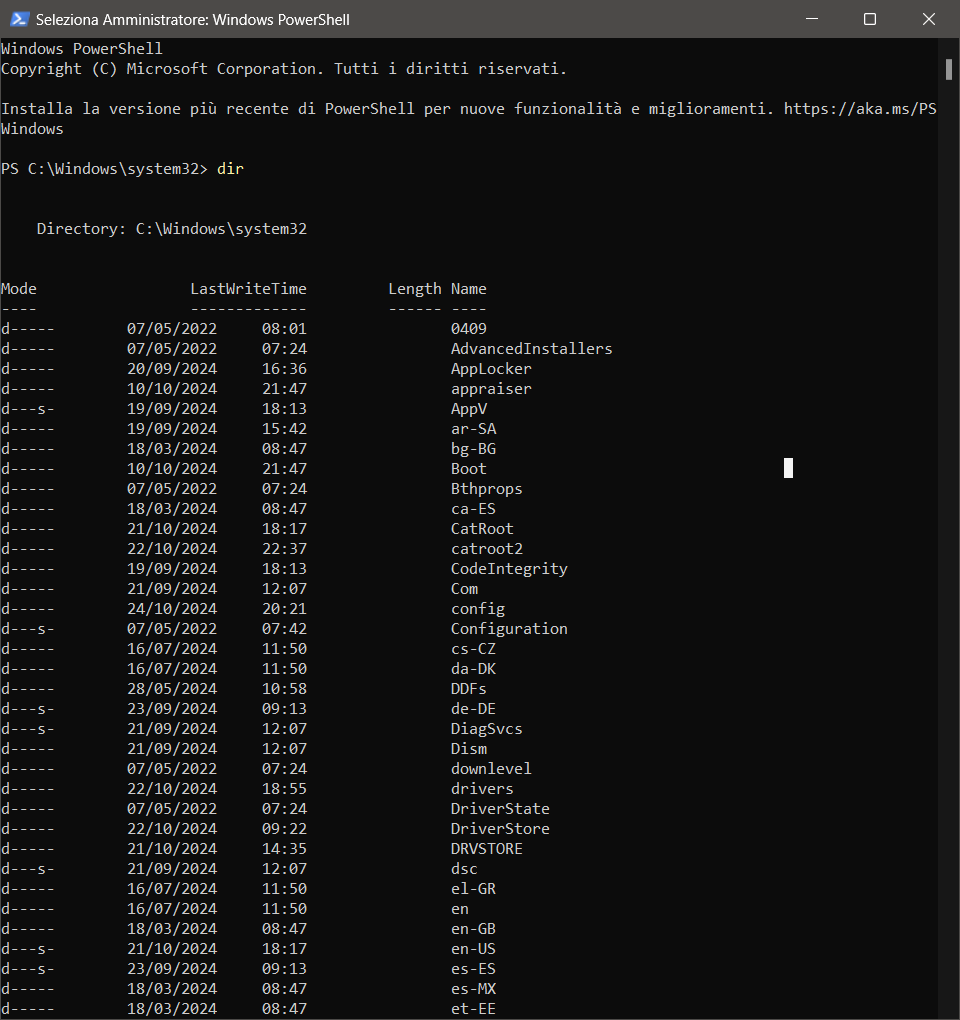 Seleziona Amministratore: Windows PowerShell
Windows PowerShell
Copyright (C) Microsoft Corporation. Tutti i diritti riservati.
Installa la versione più recente di PowerShell per nuove funzionalità e miglioramenti. https://aka.ms/PS
Windows
PS C:\Windows\system32> dir
    Directory: C:\Windows\system32
Mode                 LastWriteTime         Length Name
----                 -------------         ------ ----
d-----        07/05/2022     08:01                0409
d-----        07/05/2022     07:24                AdvancedInstallers
d-----        20/09/2024     16:36                AppLocker
d-----        10/10/2024     21:47                appraiser
d---s-        19/09/2024     18:13                AppV
d-----        19/09/2024     15:42                ar-SA
d-----        18/03/2024     08:47                bg-BG
d-----        10/10/2024     21:47                Boot
d-----        07/05/2022     07:24                Bthprops
d-----        18/03/2024     08:47                ca-ES
d-----        21/10/2024     18:17                CatRoot
d-----        22/10/2024     22:37                catroot2
d-----        19/09/2024     18:13                CodeIntegrity
d-----        21/09/2024     12:07                Com
d-----        24/10/2024     20:21                config
d---s-        07/05/2022     07:42                Configuration
d-----        16/07/2024     11:50                cs-CZ
d-----        16/07/2024     11:50                da-DK
d-----        28/05/2024     10:58                DDFs
d---s-        23/09/2024     09:13                de-DE
d---s-        21/09/2024     12:07                DiagSvcs
d-----        21/09/2024     12:07                Dism
d-----        07/05/2022     07:24                downlevel
d-----        22/10/2024     18:55                drivers
d-----        07/05/2022     07:24                DriverState
d-----        22/10/2024     09:22                DriverStore
d-----        21/10/2024     14:35                DRVSTORE
d---s-        21/09/2024     12:07                dsc
d-----        16/07/2024     11:50                el-GR
d-----        16/07/2024     11:50                en
d-----        18/03/2024     08:47                en-GB
d---s-        21/10/2024     18:17                en-US
d---s-        23/09/2024     09:13                es-ES
d-----        18/03/2024     08:47                es-MX
d-----        18/03/2024     08:47                et-EE